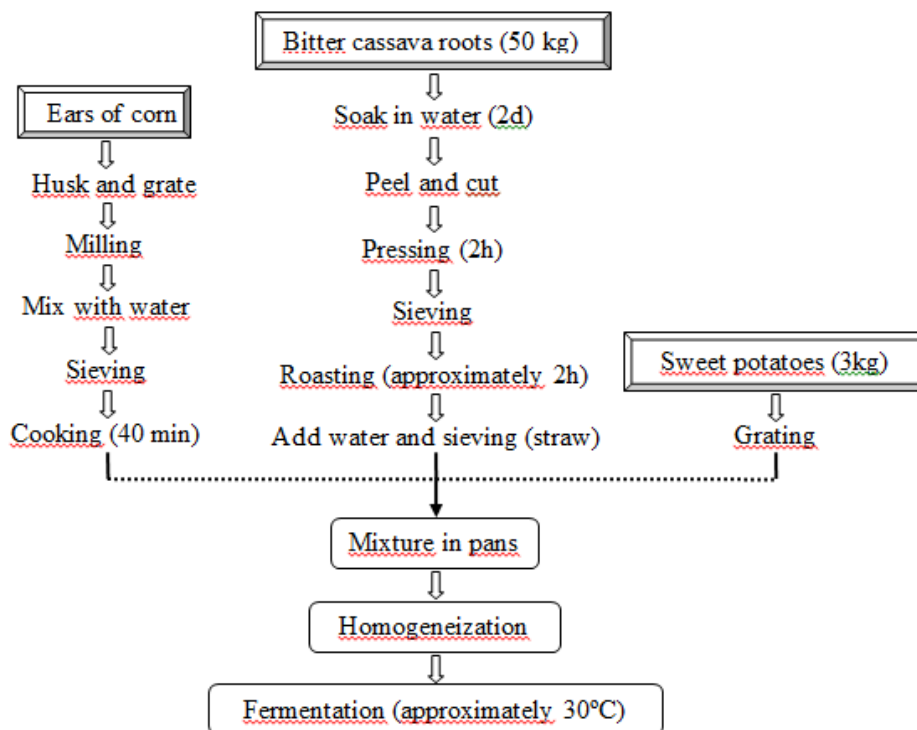 Bitter cassava roots (50 kg)
Ears of corn
Soak in water (2d)
Husk and grate
Peel and cut
Milling
Pressing (2h)
Mix with water
Sieving
Sieving
Roasting (approximately 2h)
Sweet potatoes (3kg)
Cooking (40 min)
Add water and sieving (straw)
Grating
Mixture in pans
Homogeneization
Fermentation (approximately 30ºC)